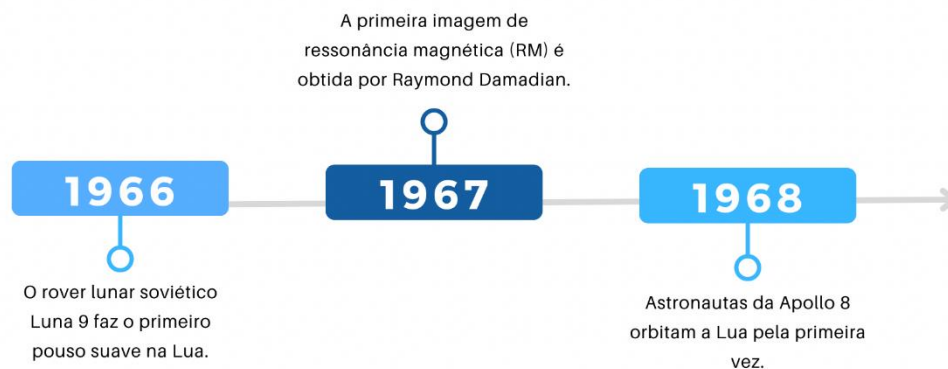 A primeira imagem de
ressonância magnética (RM) é
obtida por Raymond Damadian.
1966
1967
1968
O rover lunar soviético
Luna 9 faz o primeiro
pouso suave na Lua.
Astronautas da Apollo 8
orbitam a Lua pela primeira
vez.